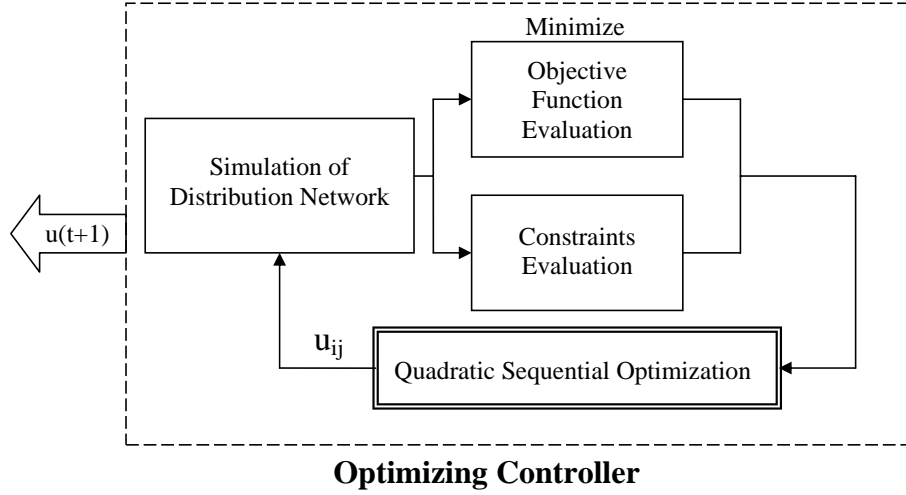 Minimize
Objective
Function
Evaluation
Simulation of
Distribution Network
u(t+1)
Constraints
Evaluation
u_ij
Quadratic Sequential Optimization
Optimizing Controller